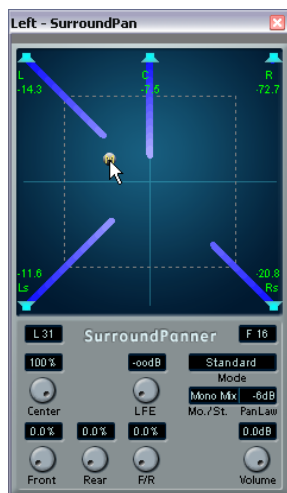 Left - SurroundPan
L C R
-14.3 -7.5 -72.7
-11.6 -20.8
Ls Rs
L 31 SurroundPanner F 16
100% -oodB Standard
Mode
Mono Mix -6dB
Center LFE Mo./St. PanLaw
0.0% 0.0% 0.0% 0.0dB
Front Rear F/R Volume